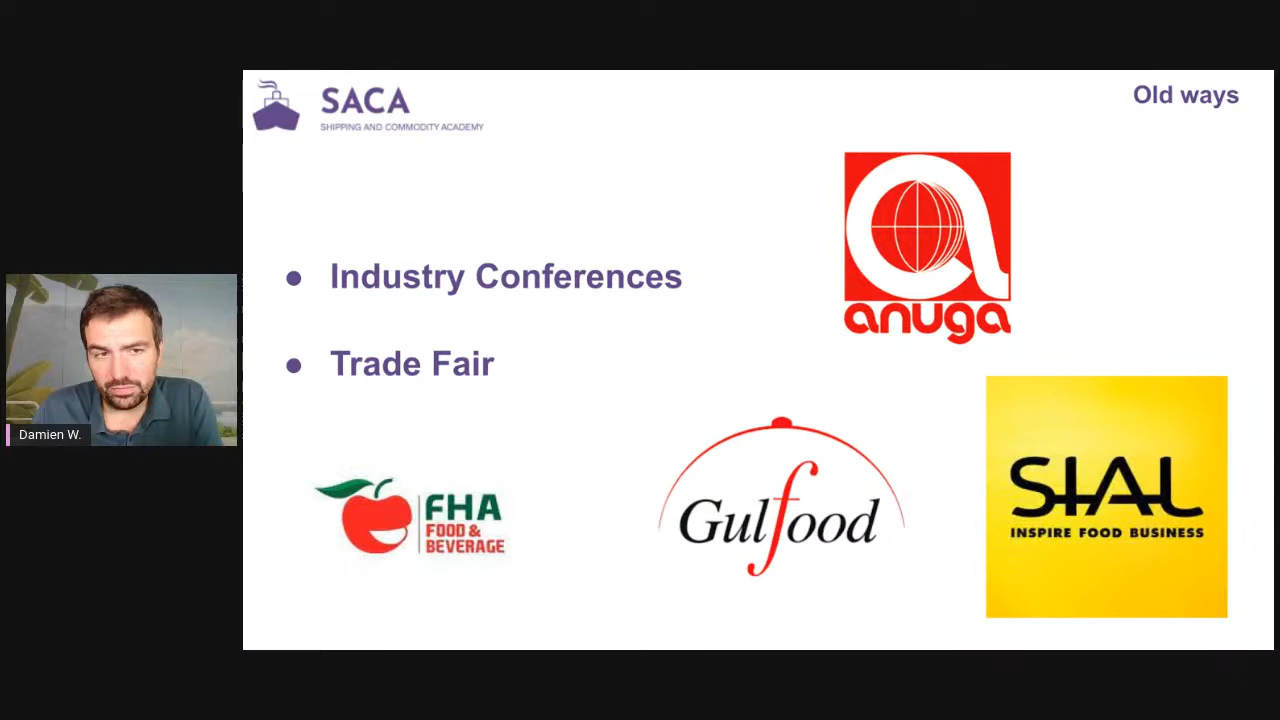 SACA
SHIPPING AND COMMODITY ACADEMY
Old ways
anuga
● Industry Conferences
● Trade Fair
Damien W.
FHA
FOOD &
BEVERAGE
Gulfood
SIAL
INSPIRE FOOD BUSINESS